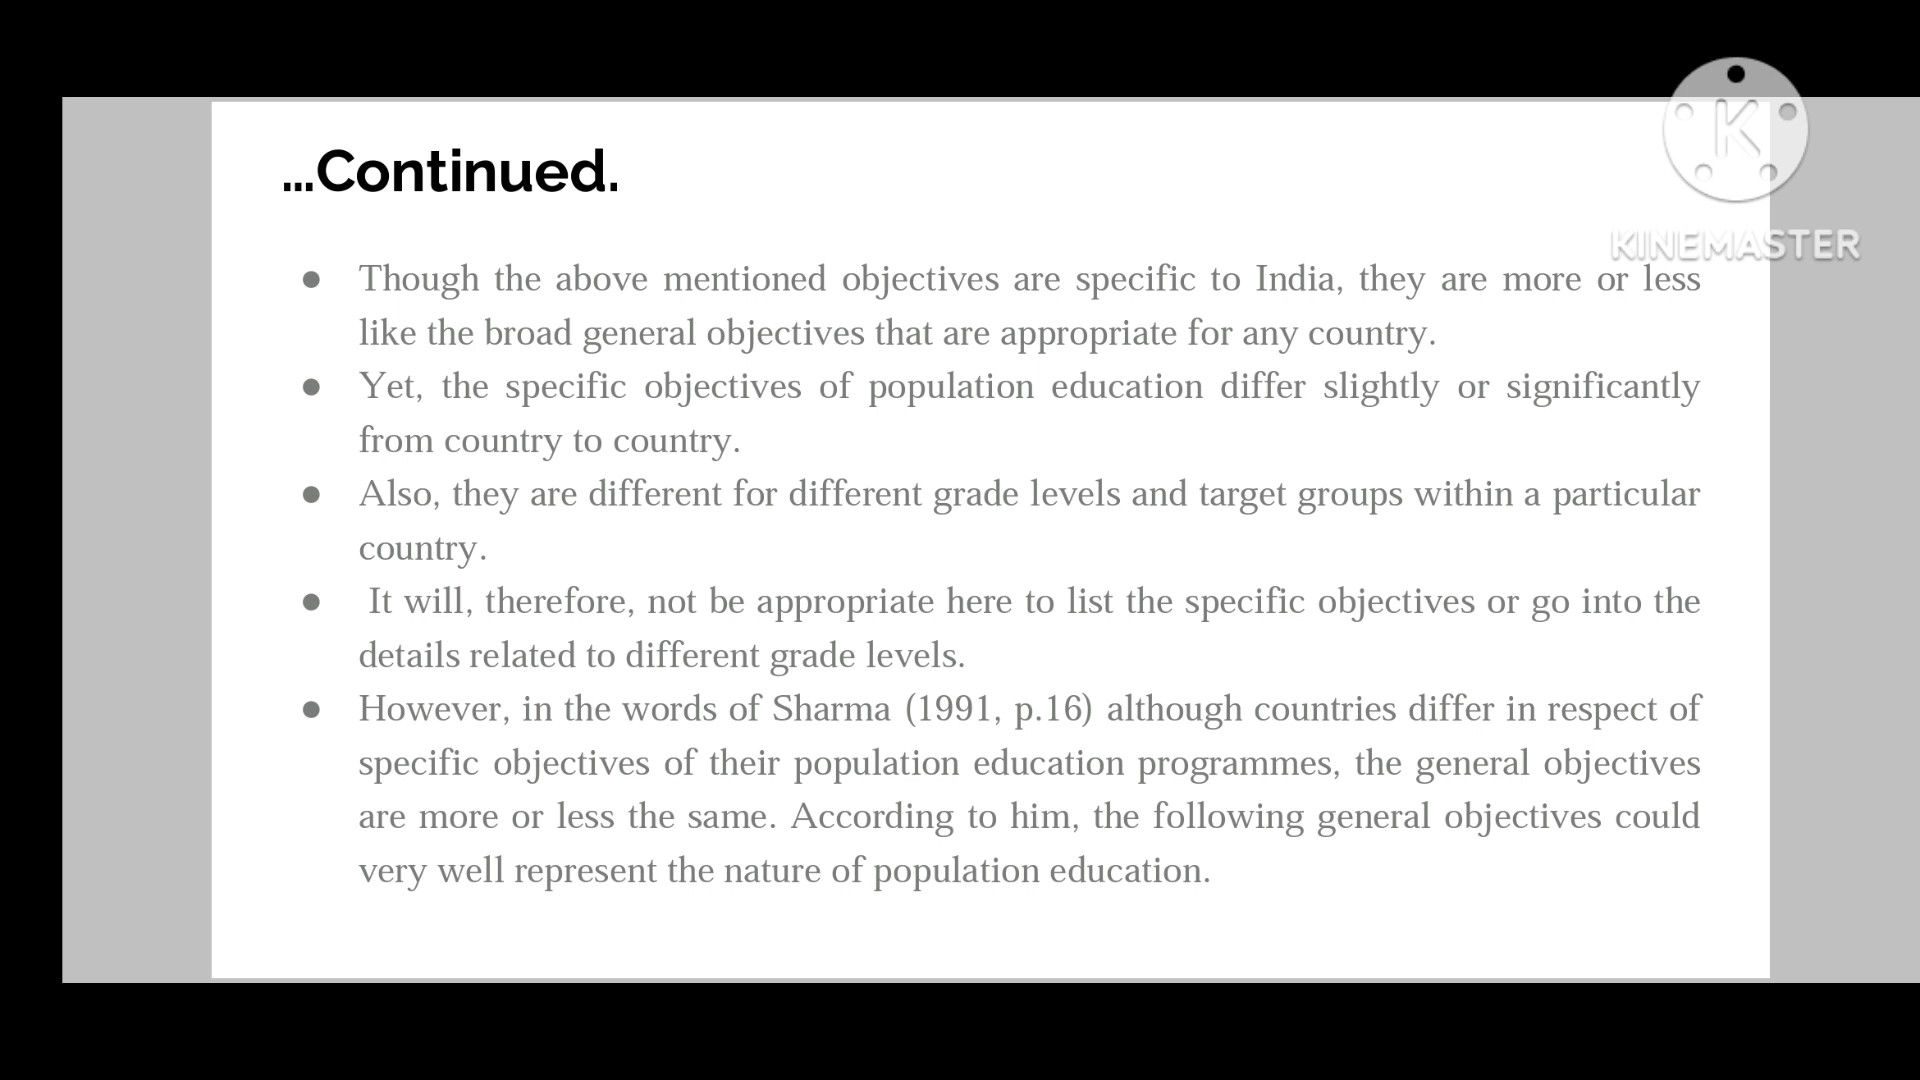 ...Continued.
K
KINEMASTER
● Though the above mentioned objectives are specific to India, they are more or less
like the broad general objectives that are appropriate for any country.
● Yet, the specific objectives of population education differ slightly or significantly
from country to country.
● Also, they are different for different grade levels and target groups within a particular
country.
● It will, therefore, not be appropriate here to list the specific objectives or go into the
details related to different grade levels.
● However, in the words of Sharma (1991, p.16) although countries differ in respect of
specific objectives of their population education programmes, the general objectives
are more or less the same. According to him, the following general objectives could
very well represent the nature of population education.